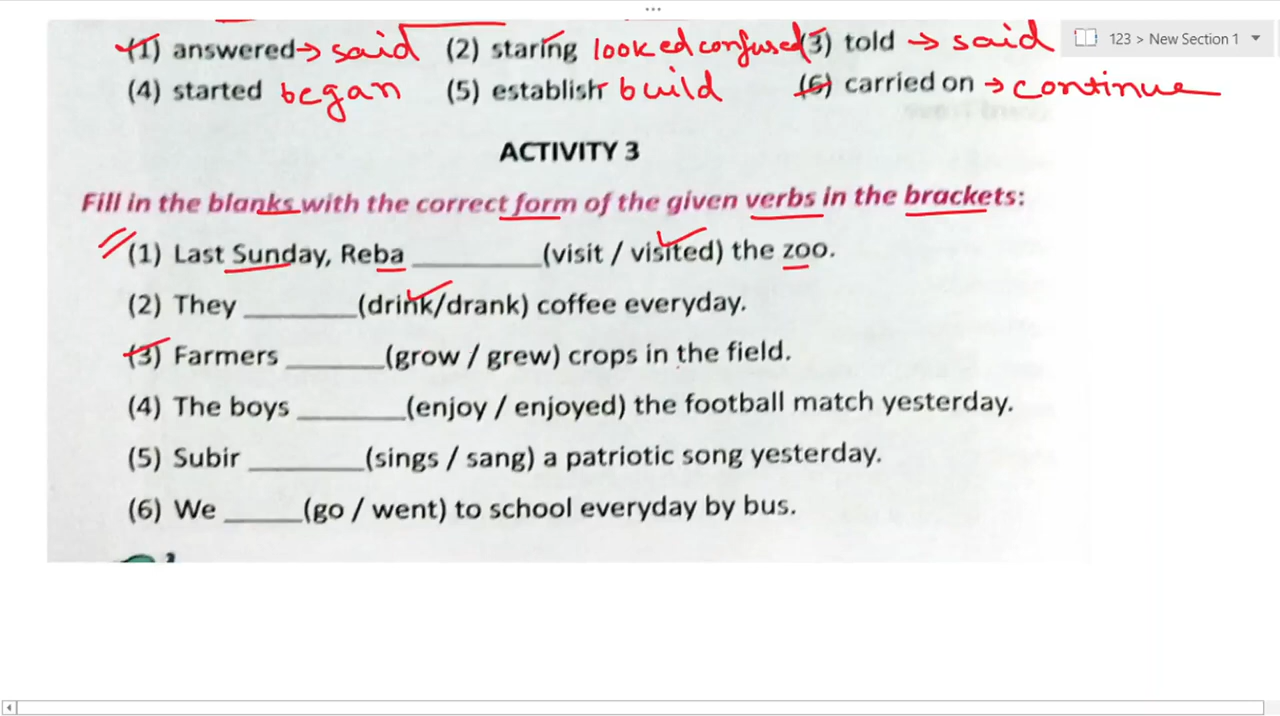 (1) answered→ said (2) staring looked confused (3) told → said
123 > New Section 1
(4) started began (5) establish build (6) carried on → continue
ACTIVITY 3
Fill in the blanks with the correct form of the given verbs in the brackets:
(1) Last Sunday, Reba _________ (visit / visited) the zoo.
(2) They ________ (drink/drank) coffee everyday.
(3) Farmers _______ (grow / grew) crops in the field.
(4) The boys ________ (enjoy / enjoyed) the football match yesterday.
(5) Subir ________ (sings / sang) a patriotic song yesterday.
(6) We _____ (go / went) to school everyday by bus.